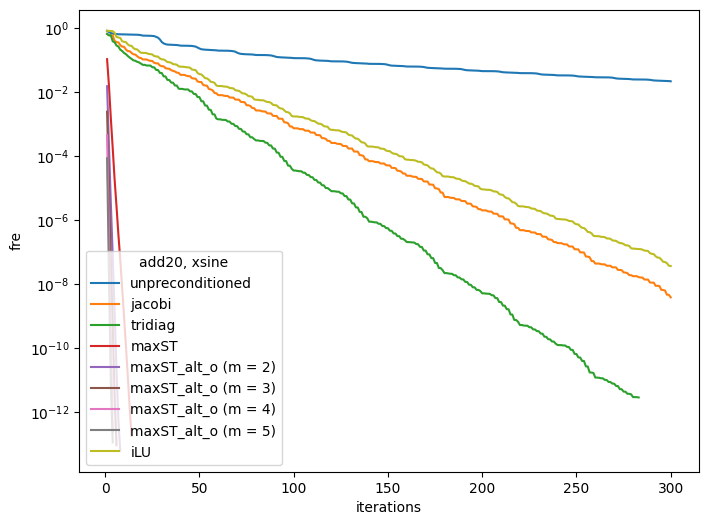 10^0
10^-2
10^-4
10^-6
10^-8
10^-10
10^-12
fre
add20, xsine
unpreconditioned
jacobi
tridiag
maxST
maxST_alt_o (m = 2)
maxST_alt_o (m = 3)
maxST_alt_o (m = 4)
maxST_alt_o (m = 5)
iLU
0 50 100 150 200 250 300
iterations